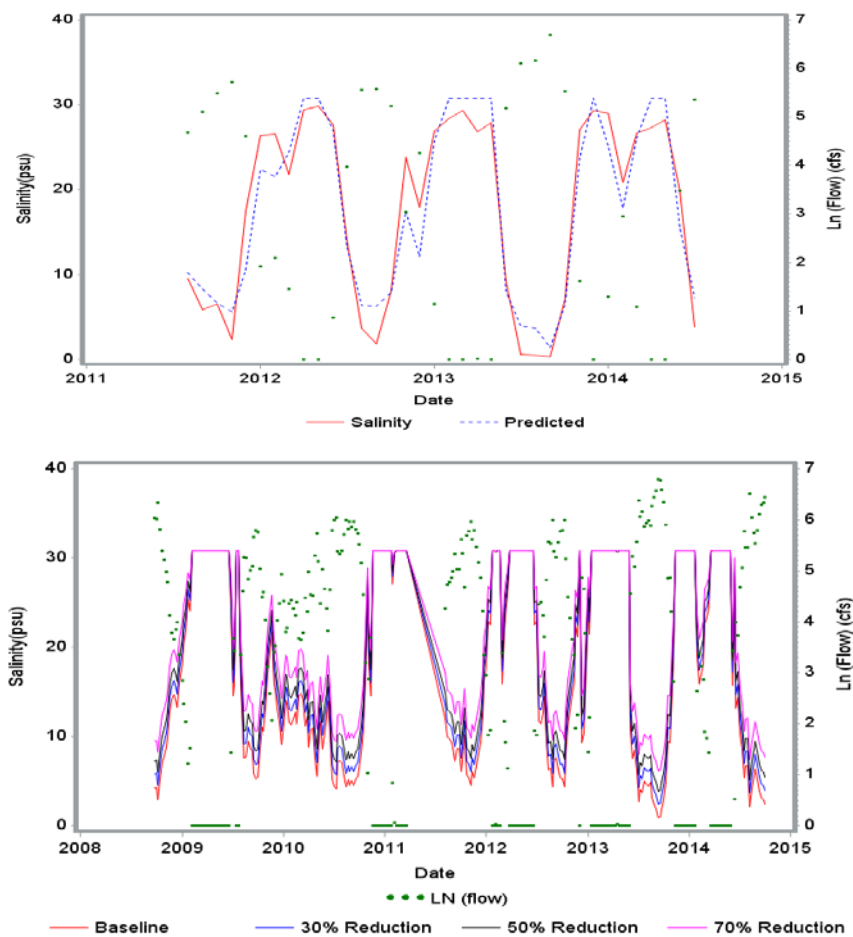 40
30
20
10
0
Salinity(psu)
7
6
5
4
3
2
1
0
Ln (Flow) (cfs)
2011 2012 2013 2014 2015
Date
Salinity Predicted
40
30
20
10
0
Salinity(psu)
7
6
5
4
3
2
1
0
Ln (Flow) (cfs)
2008 2009 2010 2011 2012 2013 2014 2015
Date
LN (flow)
Baseline 30% Reduction 50% Reduction 70% Reduction